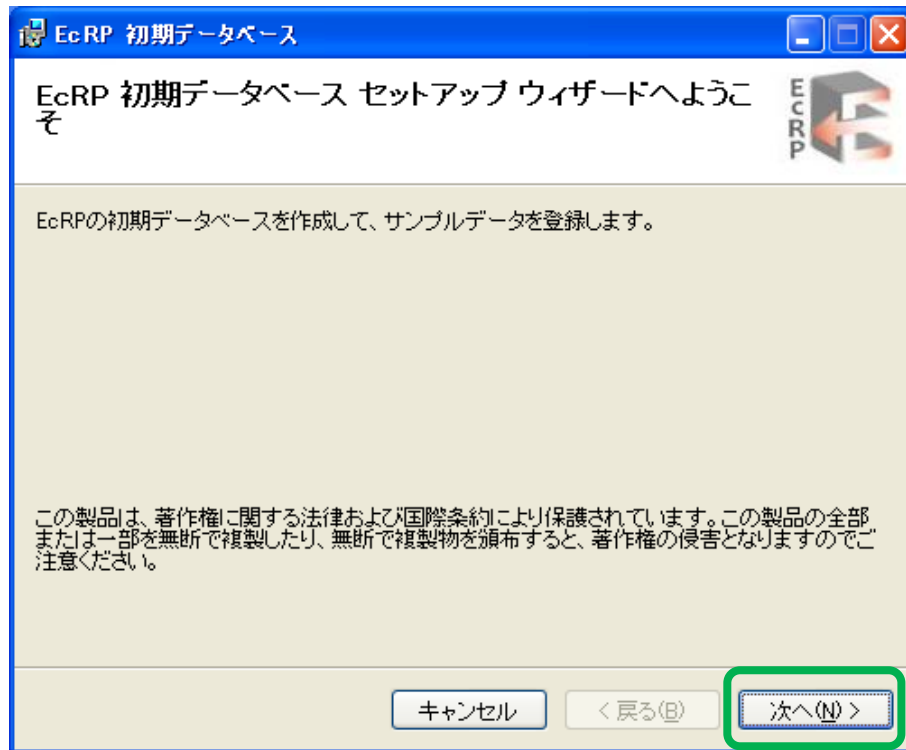 EcRP 初期データベース
EcRP 初期データベース セットアップ ウィザードへようこ
そ
ECRP
EcRPの初期データベースを作成して、サンプルデータを登録します。
この製品は、著作権に関する法律および国際条約により保護されています。この製品の全部
または一部を無断で複製したり、無断で複製物を頒布すると、著作権の侵害となりますのでご
注意ください。
キャンセル
< 戻る(B)
次へ(N) >